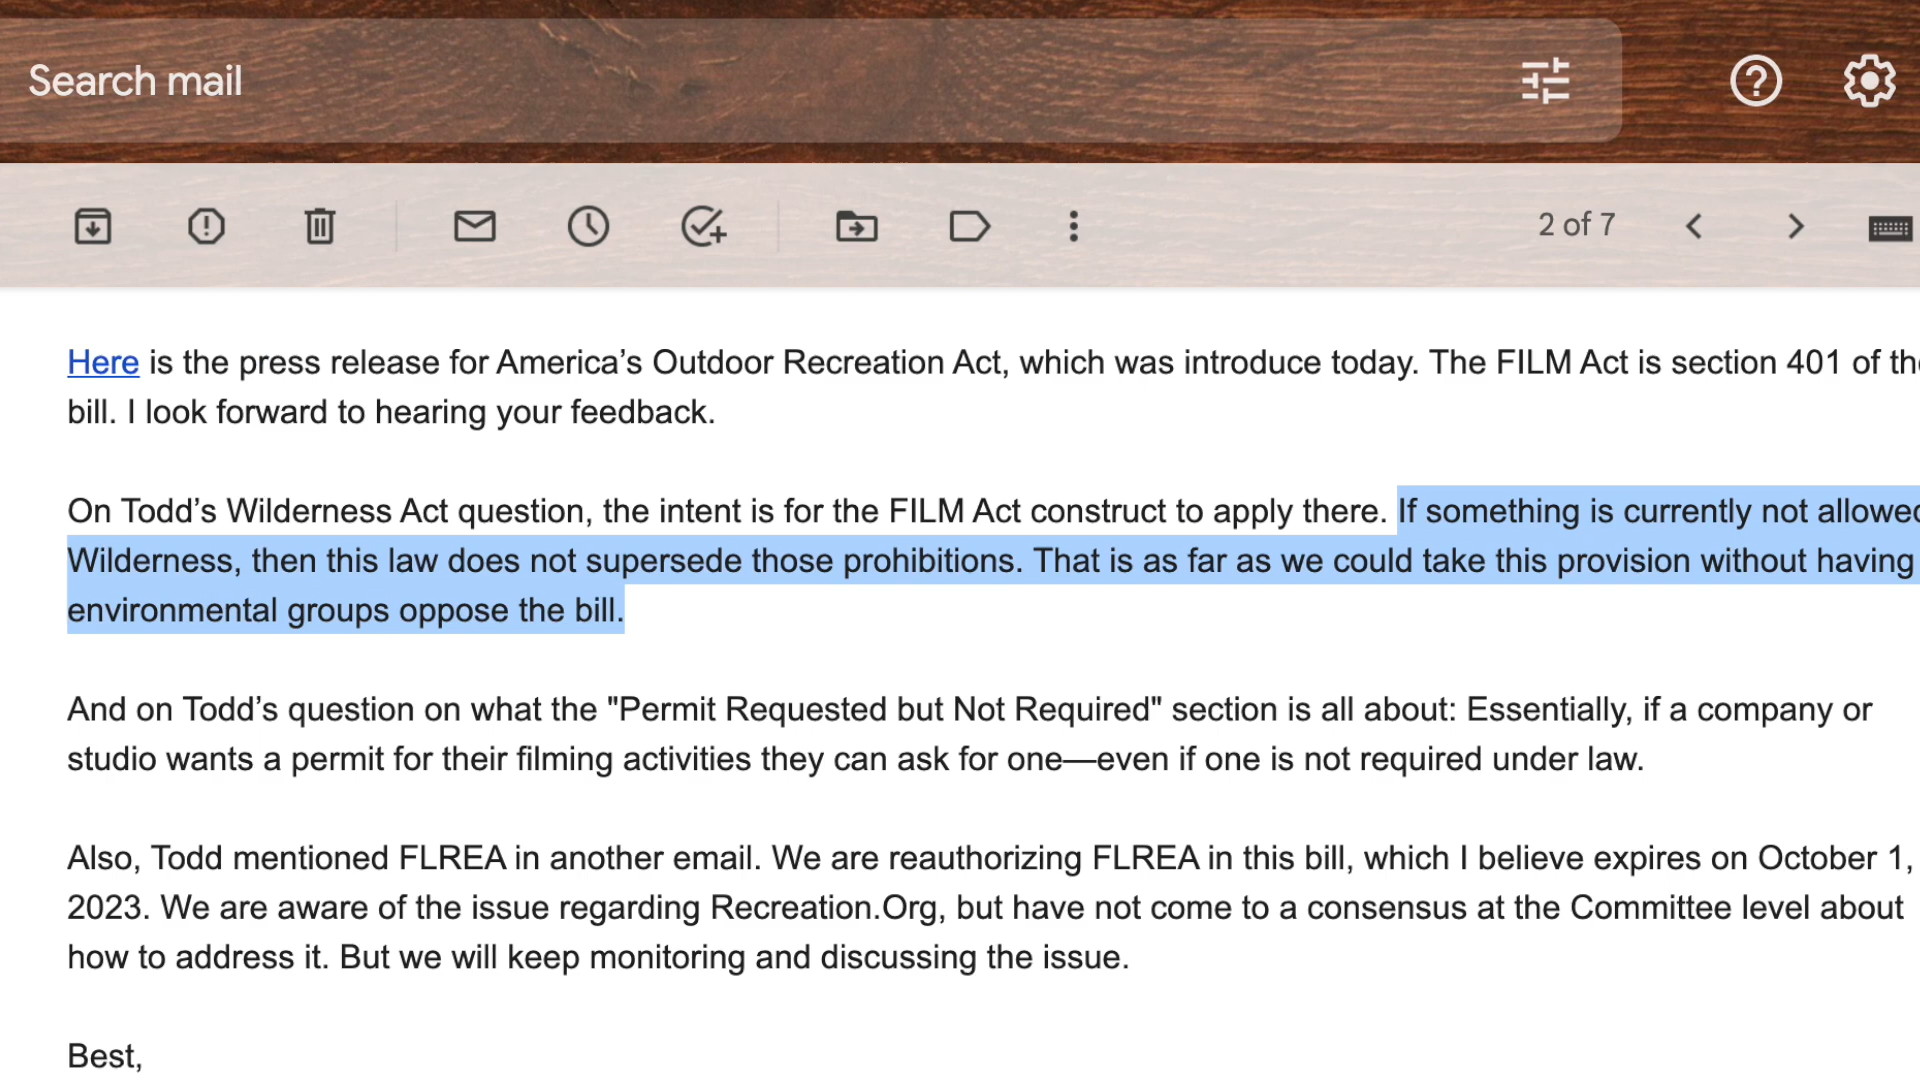 Search mail
2 of 7
Here is the press release for America’s Outdoor Recreation Act, which was introduce today. The FILM Act is section 401 of th
bill. I look forward to hearing your feedback.
On Todd’s Wilderness Act question, the intent is for the FILM Act construct to apply there. If something is currently not allowe
Wilderness, then this law does not supersede those prohibitions. That is as far as we could take this provision without having
environmental groups oppose the bill.
And on Todd’s question on what the "Permit Requested but Not Required" section is all about: Essentially, if a company or
studio wants a permit for their filming activities they can ask for one—even if one is not required under law.
Also, Todd mentioned FLREA in another email. We are reauthorizing FLREA in this bill, which I believe expires on October 1,
2023. We are aware of the issue regarding Recreation.Org, but have not come to a consensus at the Committee level about
how to address it. But we will keep monitoring and discussing the issue.
Best,